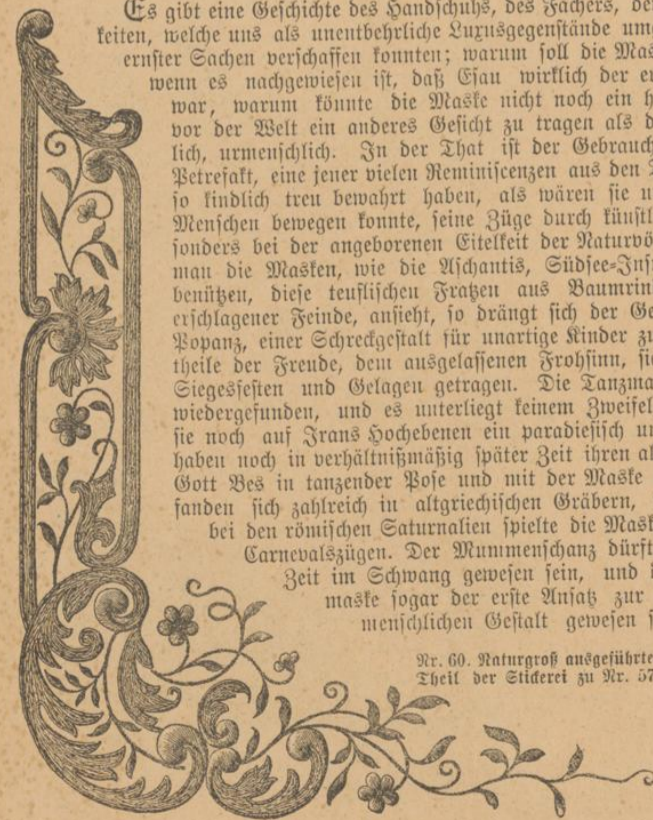 Es gibt eine Geschichte des Handschuhs, des Fächers, de
keiten, welche uns als unentbehrliche Luxusgegenstände um
ernster Sachen verschaffen konnten; warum soll die Mas
wenn es nachgewiesen ist, daß Esau wirklich der er
war, warum könnte die Maske nicht noch ein h
vor der Welt ein anderes Gesicht zu tragen als d
lich, urmenschlich. In der That ist der Gebrauch
Petrefakt, eine jener vielen Reminiscenzen aus den
so kindlich treu bewahrt haben, als wären sie u
Menschen bewegen konnte, seine Züge durch künstl
sonders bei der angeborenen Eitelkeit der Naturvö
man die Masken, wie die Aschantis, Südsee-Ins
benützen, diese teuflischen Fratzen aus Baumrin
erschlagener Feinde, ansieht, so drängt sich der Ge
Popanz, einer Schreckgestalt für unartige Kinder zu
theile der Freude, dem ausgelassenen Frohsinn, si
Siegesfesten und Gelagen getragen. Die Tanzma
wiedergefunden, und es unterliegt keinem Zweifel
sie noch auf Irans Hochebenen ein paradiesisch u
haben noch in verhältnißmäßig später Zeit ihren al
Gott Bes in tanzender Pose und mit der Maske
fanden sich zahlreich in altgriechischen Gräbern,
bei den römischen Saturnalien spielte die Mask
Carnevalszügen. Der Mummenschanz dürft
Zeit im Schwang gewesen sein, und i
maske sogar der erste Ansatz zur
menschlichen Gestalt gewesen s
Nr. 60. Naturgroß ausgeführte
Theil der Stickerei zu Nr. 57